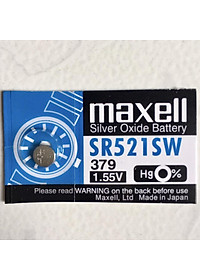 maxell
Silver Oxide Battery
SR521SW
379
1.55V
Hg 0%
Please read WARNING on the back before use
Maxell, Ltd Made in Japan